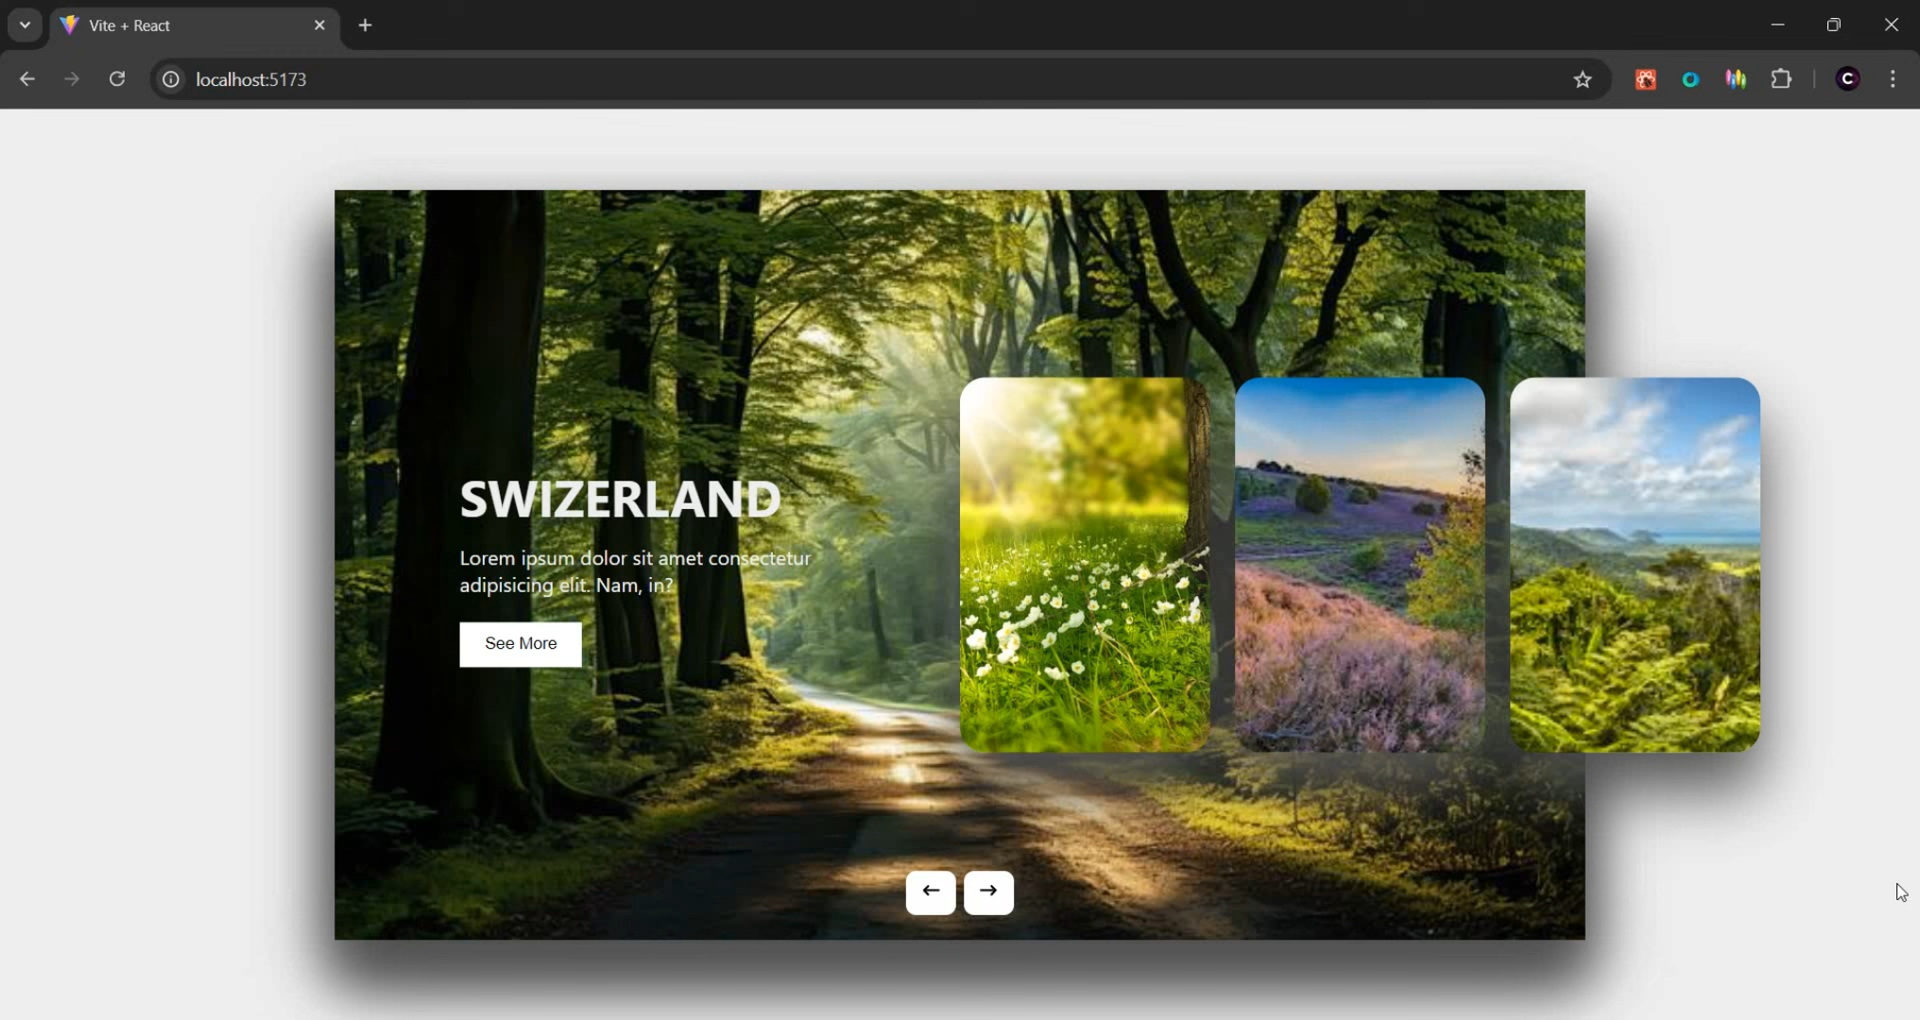 Vite + React
localhost:5173
C
SWIZERLAND
Lorem ipsum dolor sit amet consectetur
adipisicing elit. Nam, in?
See More